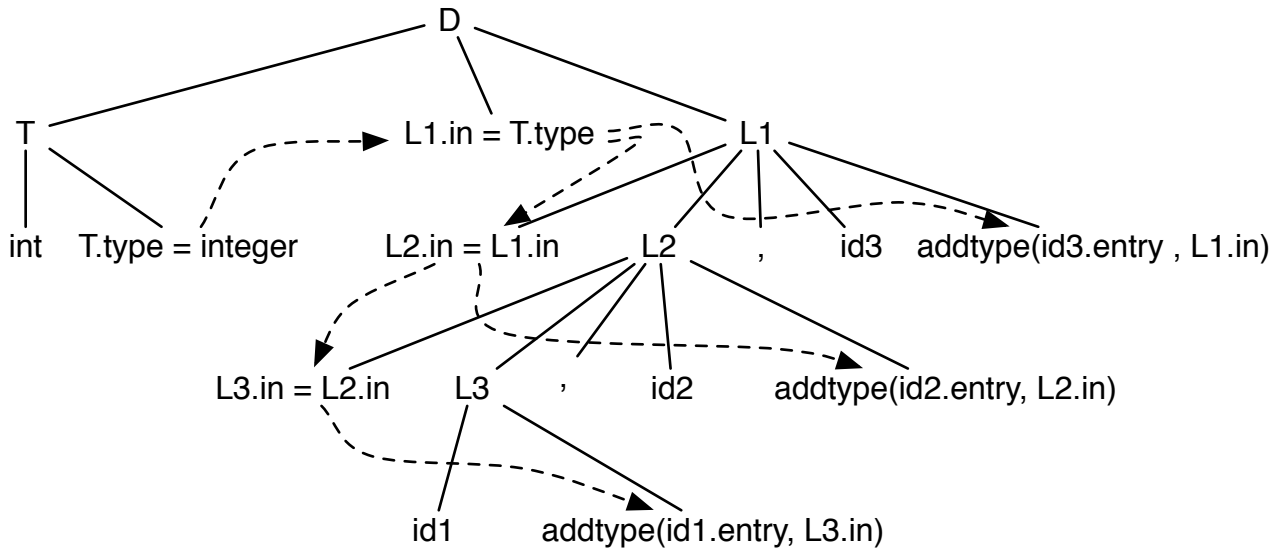 D
T L1.in = T.type L1
int T.type = integer L2.in = L1.in L2 , id3 addtype(id3.entry , L1.in)
L3.in = L2.in L3 , id2 addtype(id2.entry, L2.in)
id1 addtype(id1.entry, L3.in)